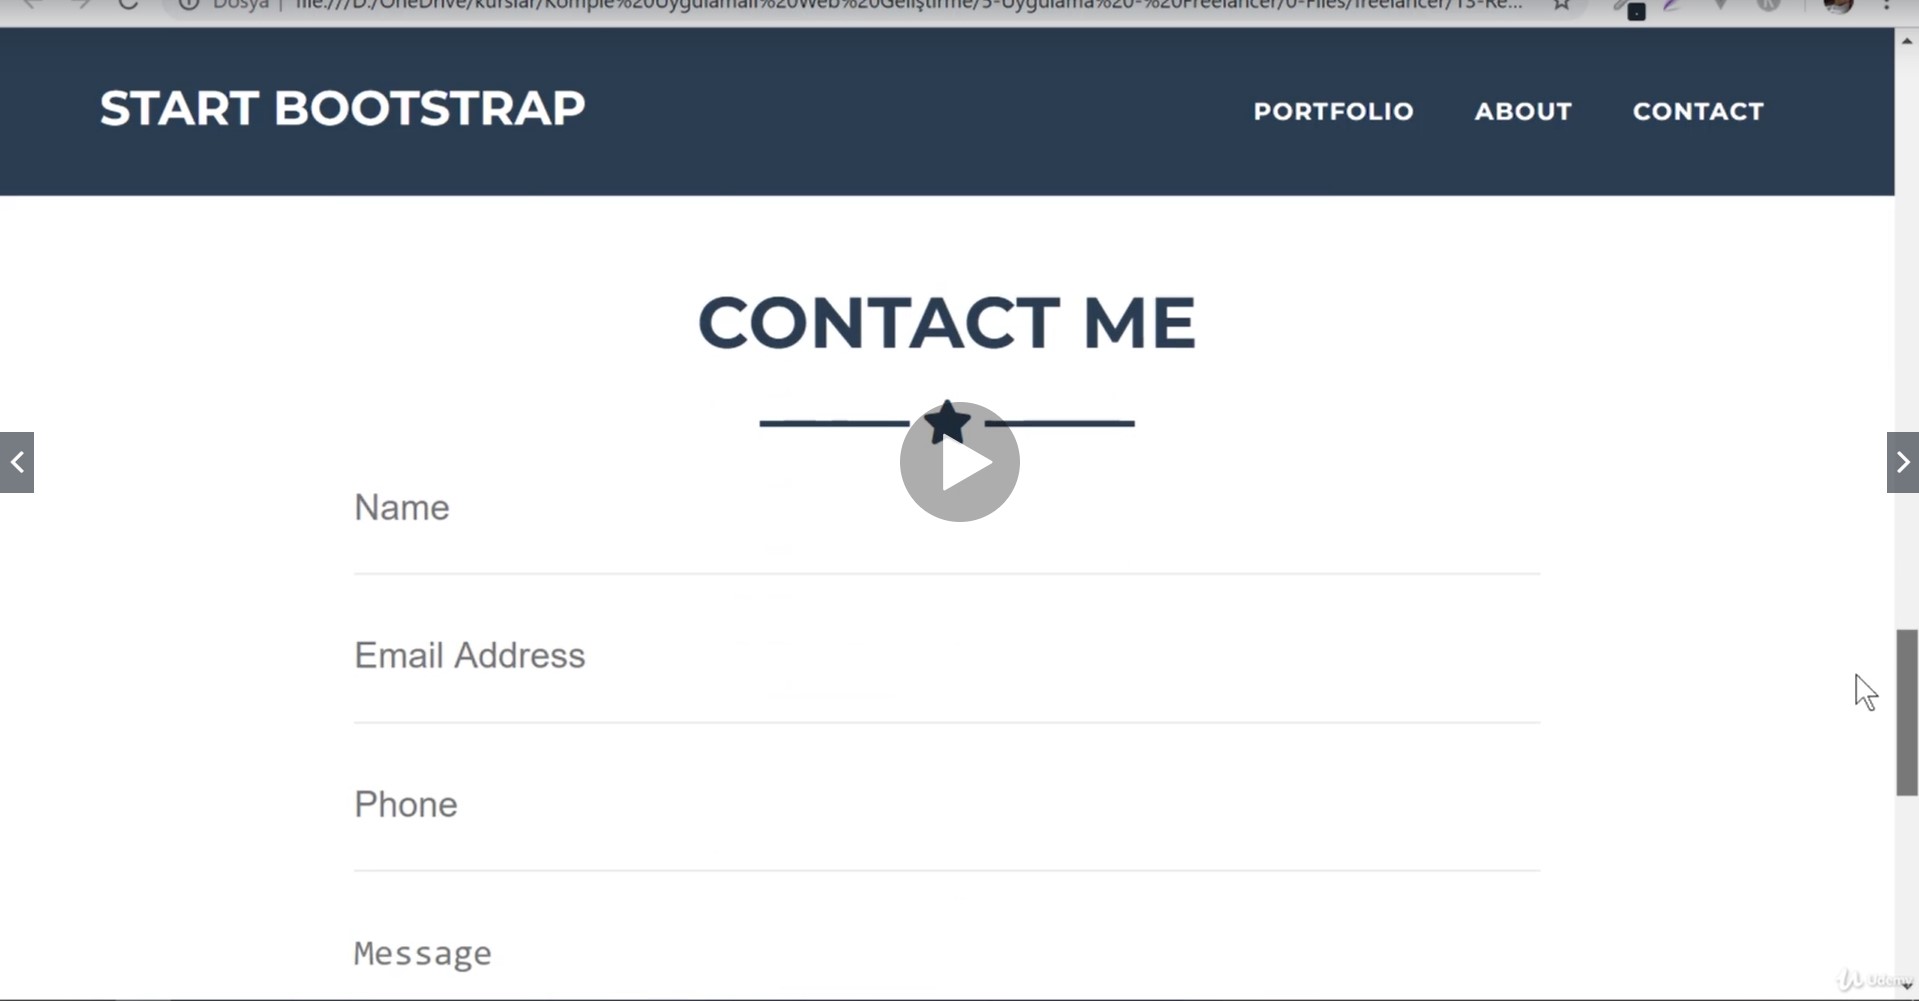 Dosya | file:///D:/OneDrive/kurslar/Komple%20Uygulamalı%20Web%20Geliştirme/5-Uygulama%20-%20Freelancer/0-Files/freelancer/13-Re...
START BOOTSTRAP PORTFOLIO ABOUT CONTACT
CONTACT ME
Name
Email Address
Phone
Message
Udemy